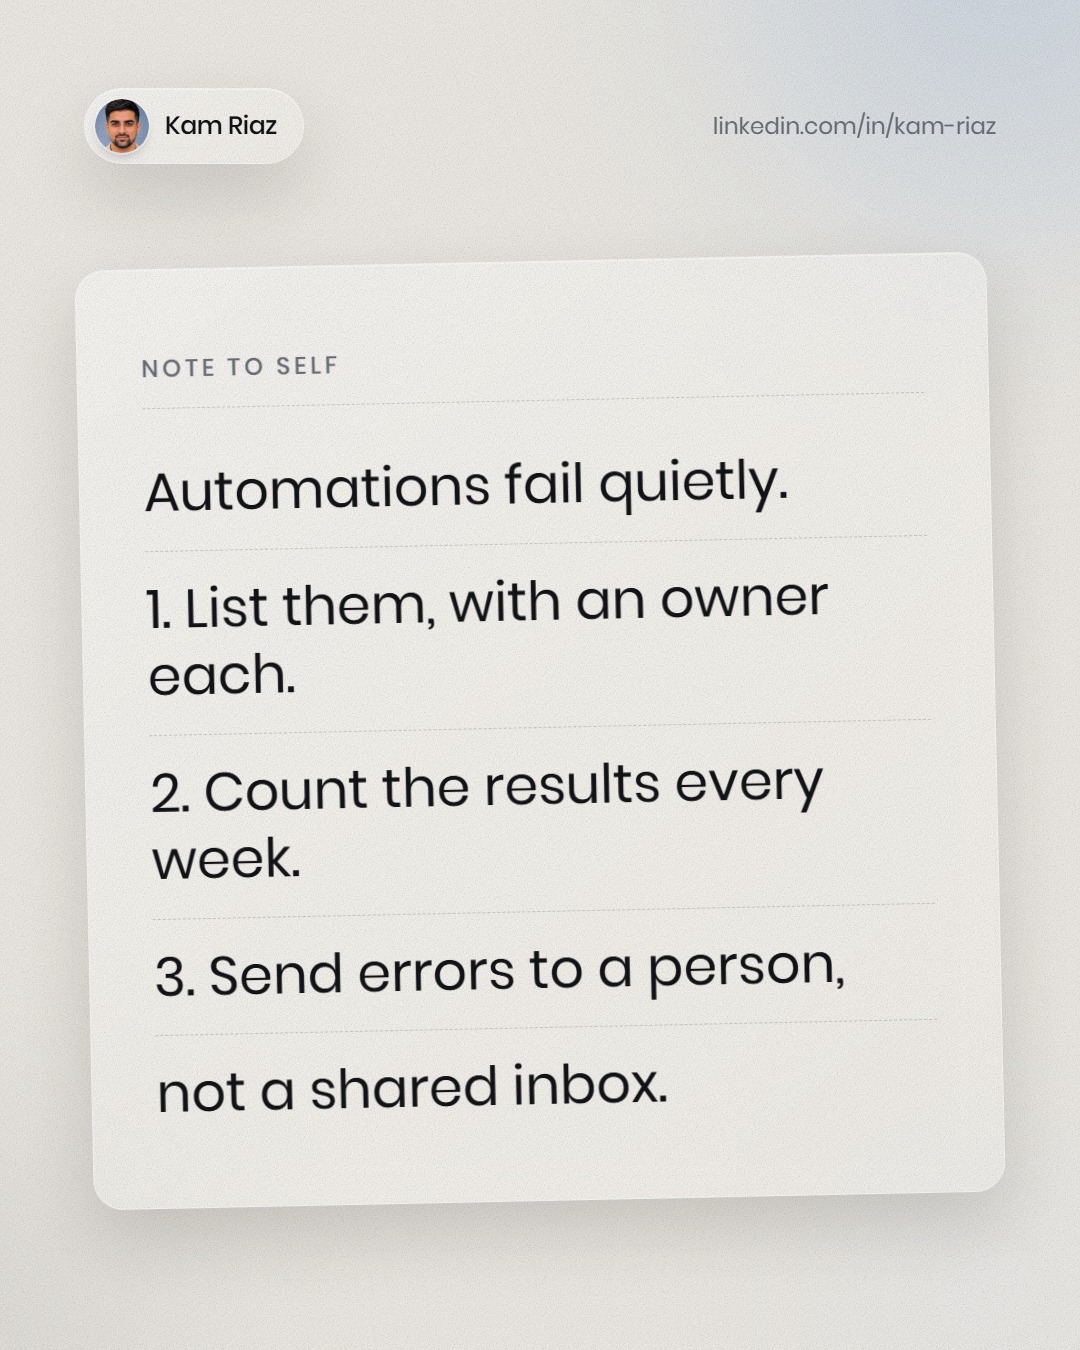 Kam Riaz
linkedin.com/in/kam-riaz
NOTE TO SELF
Automations fail quietly.
1. List them, with an owner
each.
2. Count the results every
week.
3. Send errors to a person,
not a shared inbox.